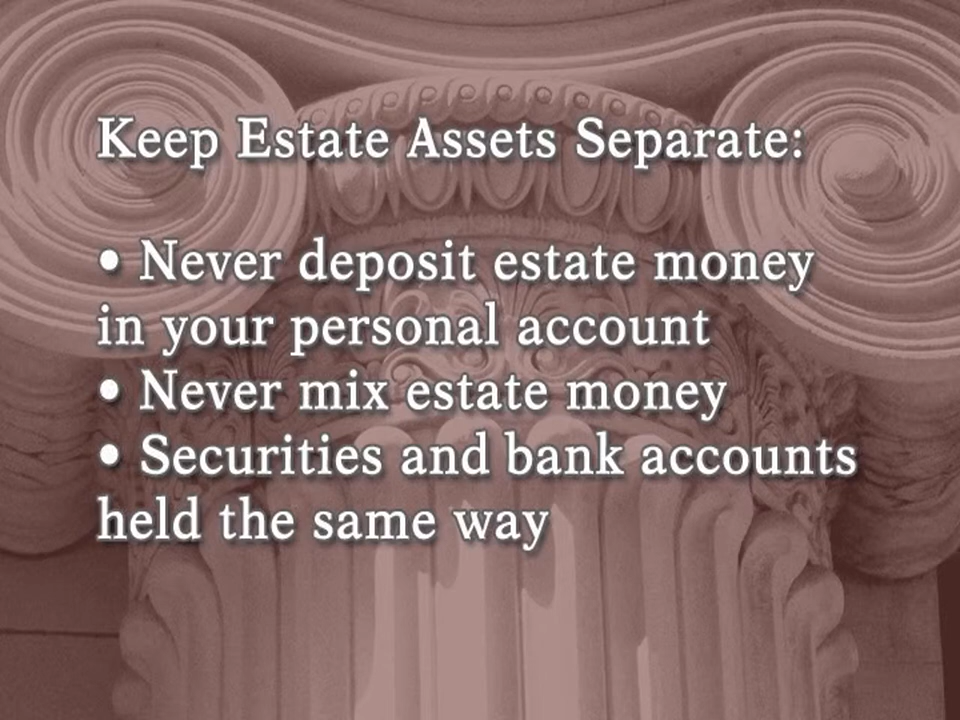 Keep Estate Assets Separate:
• Never deposit estate money
in your personal account
• Never mix estate money
• Securities and bank accounts
held the same way